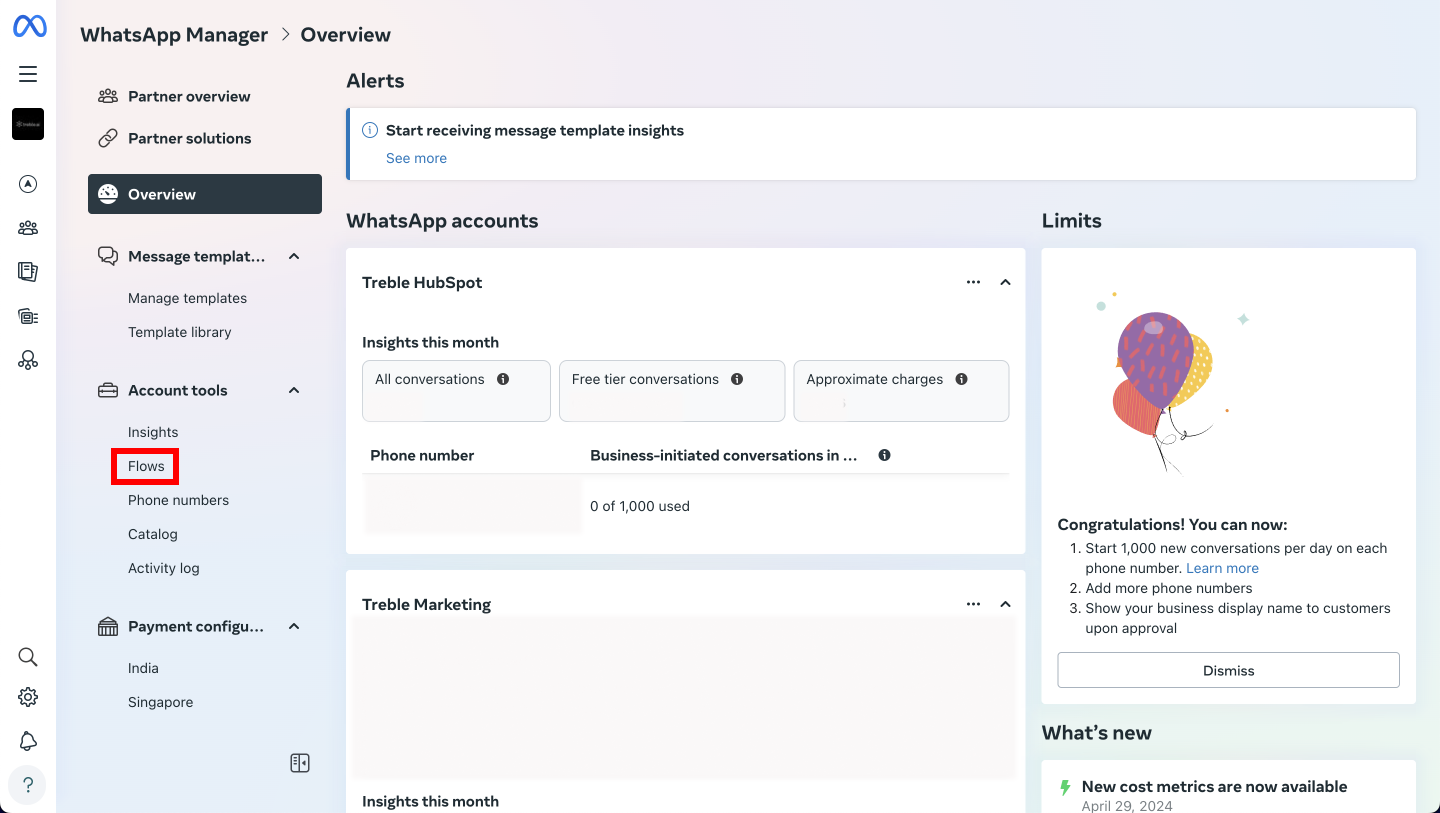 WhatsApp Manager > Overview
Partner overview
Partner solutions
Overview
Message templat...
Manage templates
Template library
Account tools
Insights
Flows
Phone numbers
Catalog
Activity log
Payment configu...
India
Singapore
?
Alerts
Start receiving message template insights
See more
WhatsApp accounts
Treble HubSpot
Insights this month
All conversations
Free tier conversations
Approximate charges
Phone number
Business-initiated conversations in ...
0 of 1,000 used
Treble Marketing
Insights this month
Limits
Congratulations! You can now:
1. Start 1,000 new conversations per day on each
phone number. Learn more
2. Add more phone numbers
3. Show your business display name to customers
upon approval
Dismiss
What's new
New cost metrics are now available
April 29, 2024